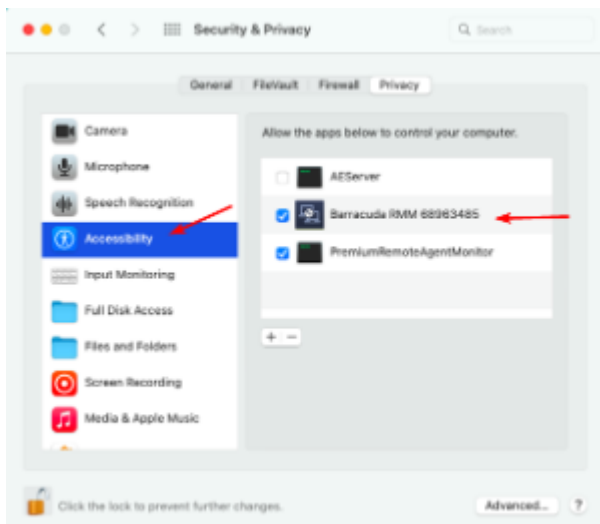 Security & Privacy
Search
General FileVault Firewall Privacy
Camera
Microphone
Speech Recognition
Accessibility
Input Monitoring
Full Disk Access
Files and Folders
Screen Recording
Media & Apple Music
Allow the apps below to control your computer.
AEServer
Barracuda RMM 68963485
PremiumRemoteAgentMonitor
+ −
Click the lock to prevent further changes.
Advanced... ?